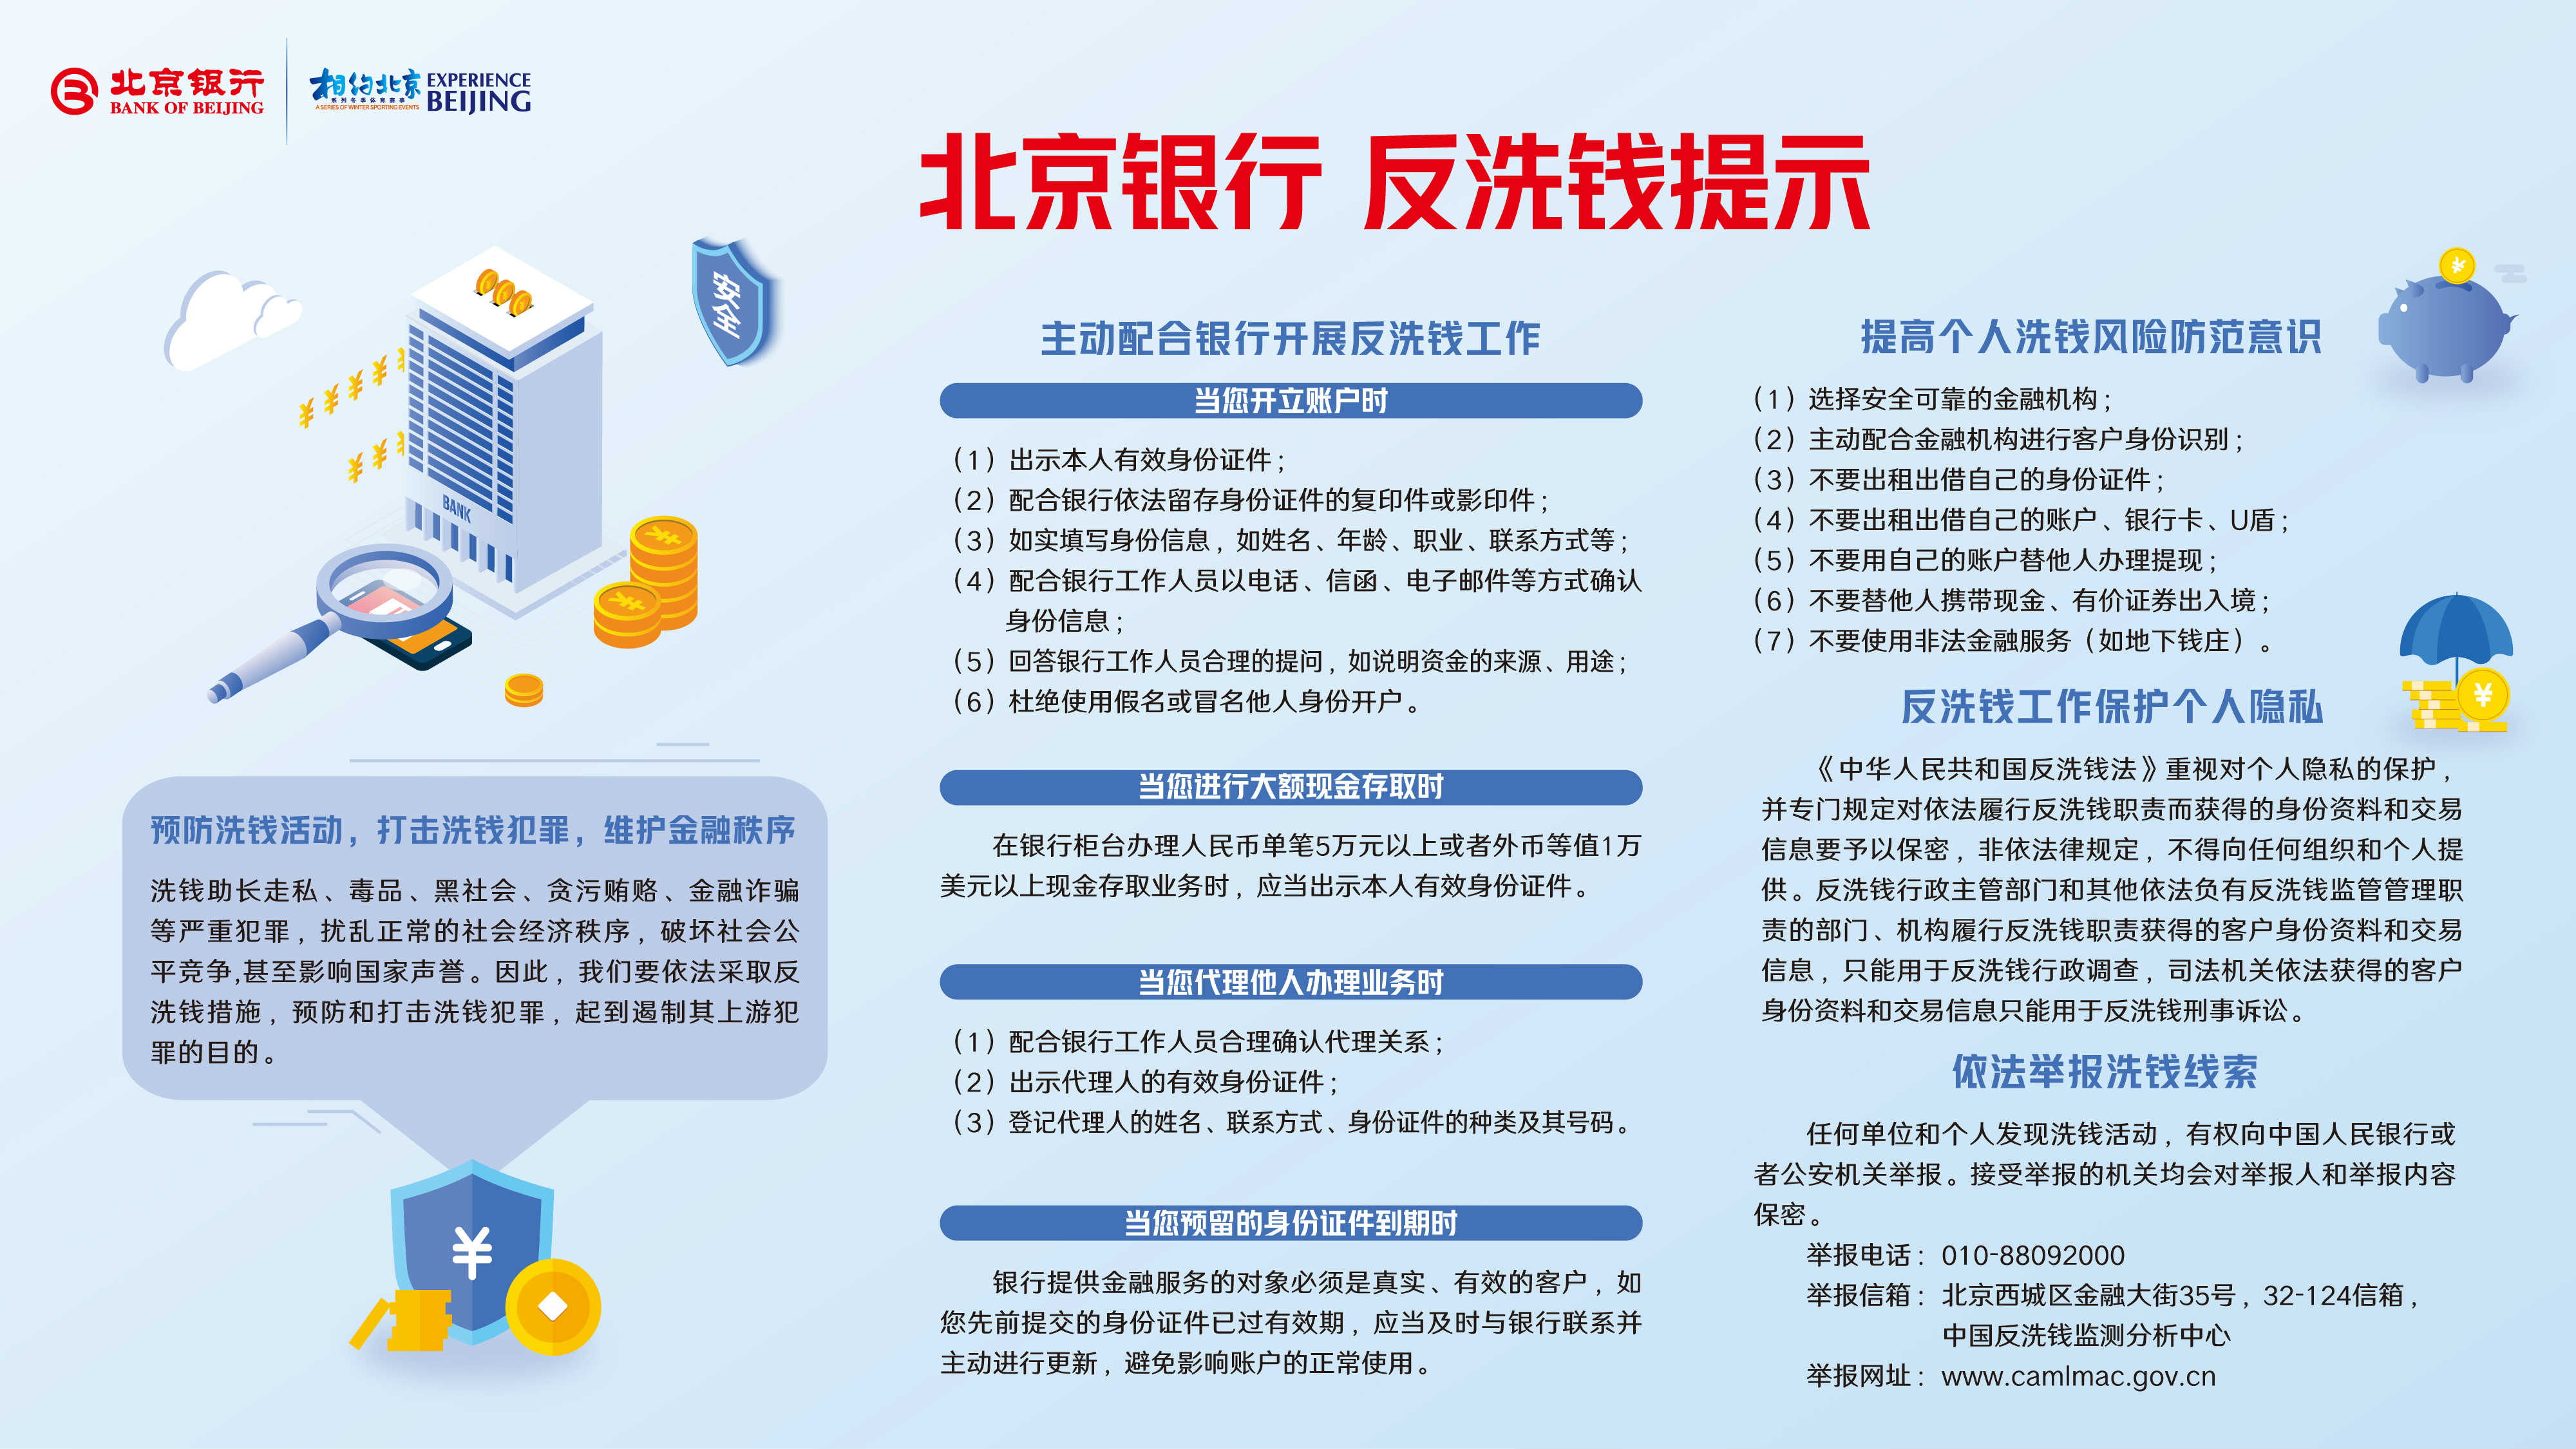 北京银行
BANK OF BEIJING
相约北京
系列冬季体育赛事
A SERIES OF WINTER SPORTING EVENTS
EXPERIENCE
BEIJING
北京银行 反洗钱提示
安全
BANK
预防洗钱活动，打击洗钱犯罪，维护金融秩序
洗钱助长走私、毒品、黑社会、贪污贿赂、金融诈骗
等严重犯罪，扰乱正常的社会经济秩序，破坏社会公
平竞争,甚至影响国家声誉。因此，我们要依法采取反
洗钱措施，预防和打击洗钱犯罪，起到遏制其上游犯
罪的目的。
¥
主动配合银行开展反洗钱工作
当您开立账户时
（1）出示本人有效身份证件；
（2）配合银行依法留存身份证件的复印件或影印件；
（3）如实填写身份信息，如姓名、年龄、职业、联系方式等；
（4）配合银行工作人员以电话、信函、电子邮件等方式确认
身份信息；
（5）回答银行工作人员合理的提问，如说明资金的来源、用途；
（6）杜绝使用假名或冒名他人身份开户。
当您进行大额现金存取时
在银行柜台办理人民币单笔5万元以上或者外币等值1万
美元以上现金存取业务时，应当出示本人有效身份证件。
当您代理他人办理业务时
（1）配合银行工作人员合理确认代理关系；
（2）出示代理人的有效身份证件；
（3）登记代理人的姓名、联系方式、身份证件的种类及其号码。
当您预留的身份证件到期时
银行提供金融服务的对象必须是真实、有效的客户，如
您先前提交的身份证件已过有效期，应当及时与银行联系并
主动进行更新，避免影响账户的正常使用。
提高个人洗钱风险防范意识
（1）选择安全可靠的金融机构；
（2）主动配合金融机构进行客户身份识别；
（3）不要出租出借自己的身份证件；
（4）不要出租出借自己的账户、银行卡、U盾；
（5）不要用自己的账户替他人办理提现；
（6）不要替他人携带现金、有价证券出入境；
（7）不要使用非法金融服务（如地下钱庄）。
反洗钱工作保护个人隐私
《中华人民共和国反洗钱法》重视对个人隐私的保护，
并专门规定对依法履行反洗钱职责而获得的身份资料和交易
信息要予以保密，非依法律规定，不得向任何组织和个人提
供。反洗钱行政主管部门和其他依法负有反洗钱监管管理职
责的部门、机构履行反洗钱职责获得的客户身份资料和交易
信息，只能用于反洗钱行政调查，司法机关依法获得的客户
身份资料和交易信息只能用于反洗钱刑事诉讼。
依法举报洗钱线索
任何单位和个人发现洗钱活动，有权向中国人民银行或
者公安机关举报。接受举报的机关均会对举报人和举报内容
保密。
举报电话：010-88092000
举报信箱：北京西城区金融大街35号，32-124信箱，
中国反洗钱监测分析中心
举报网址：www.camlmac.gov.cn